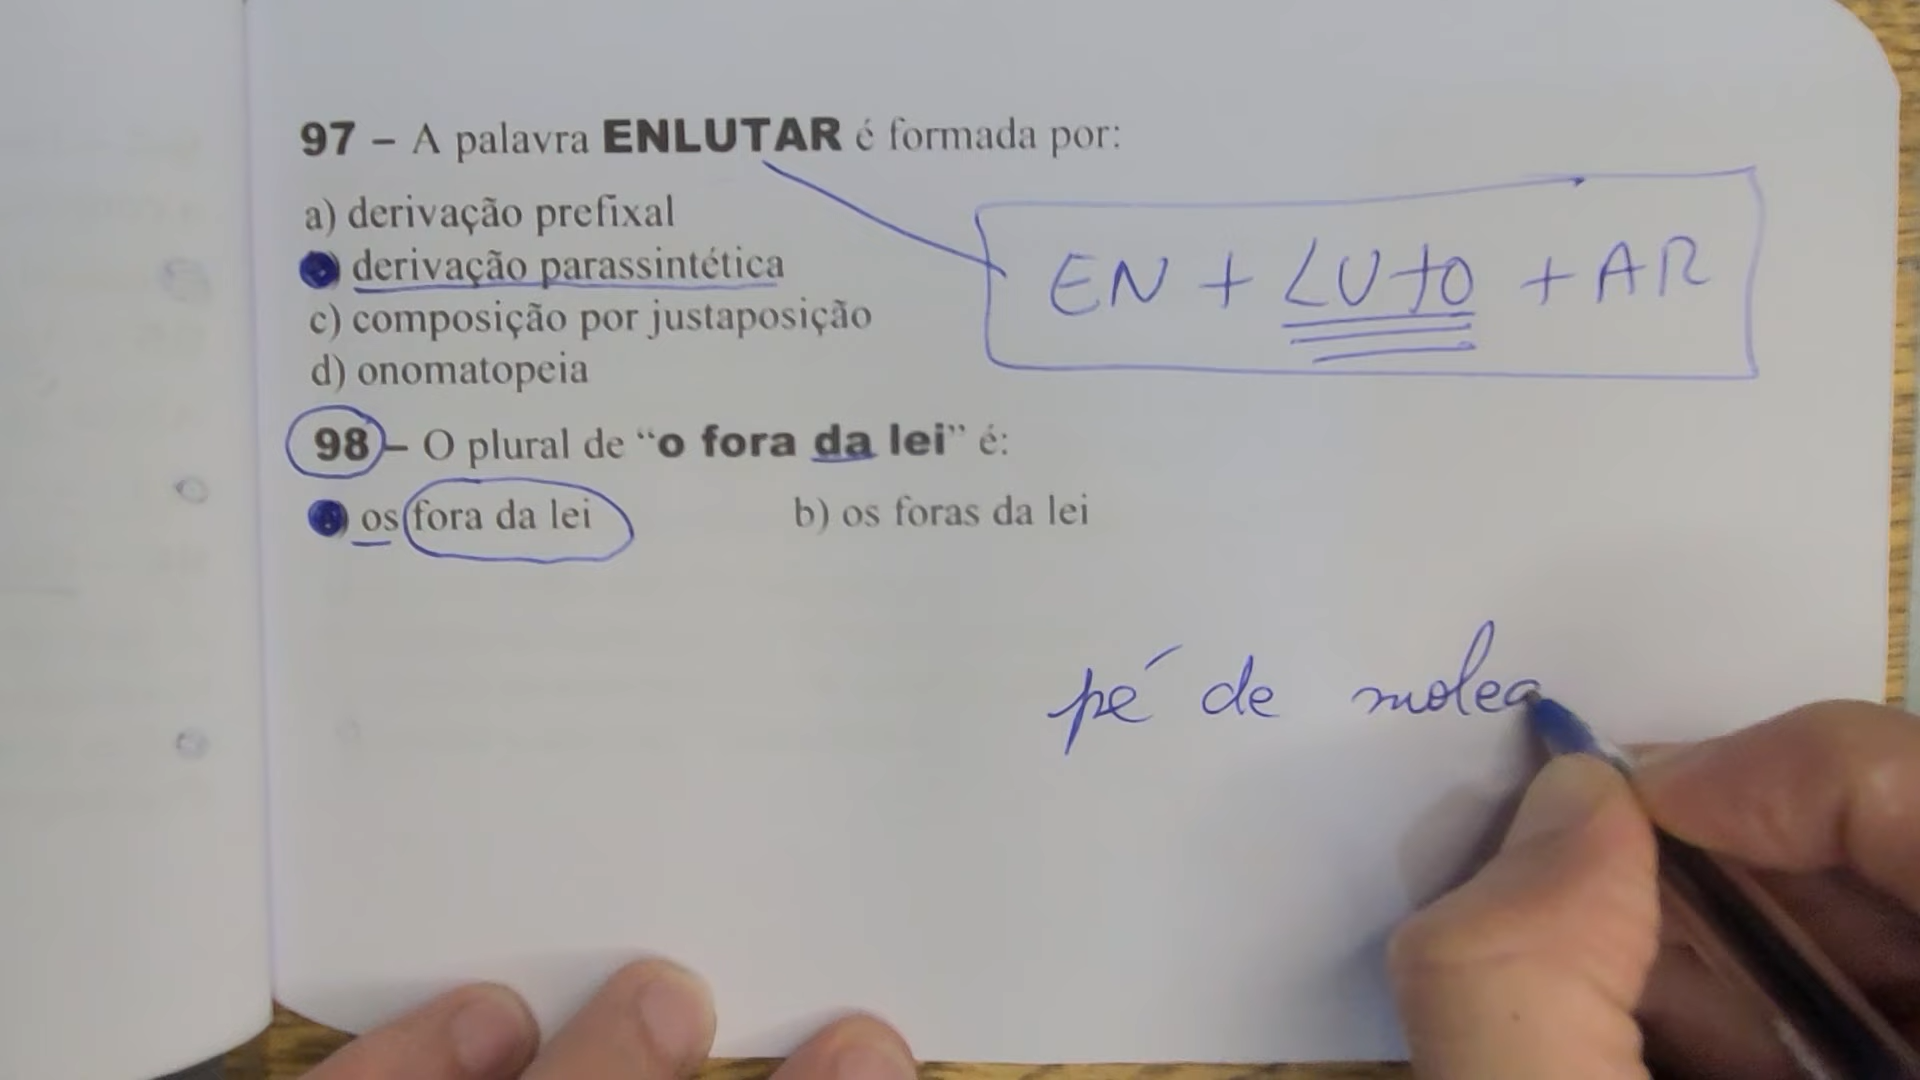 97 – A palavra ENLUTAR é formada por:
a) derivação prefixal
derivação parassintética
c) composição por justaposição
d) onomatopeia
EN + LUtO + AR
98 – O plural de “o fora da lei” é:
os fora da lei b) os foras da lei
pé de molec